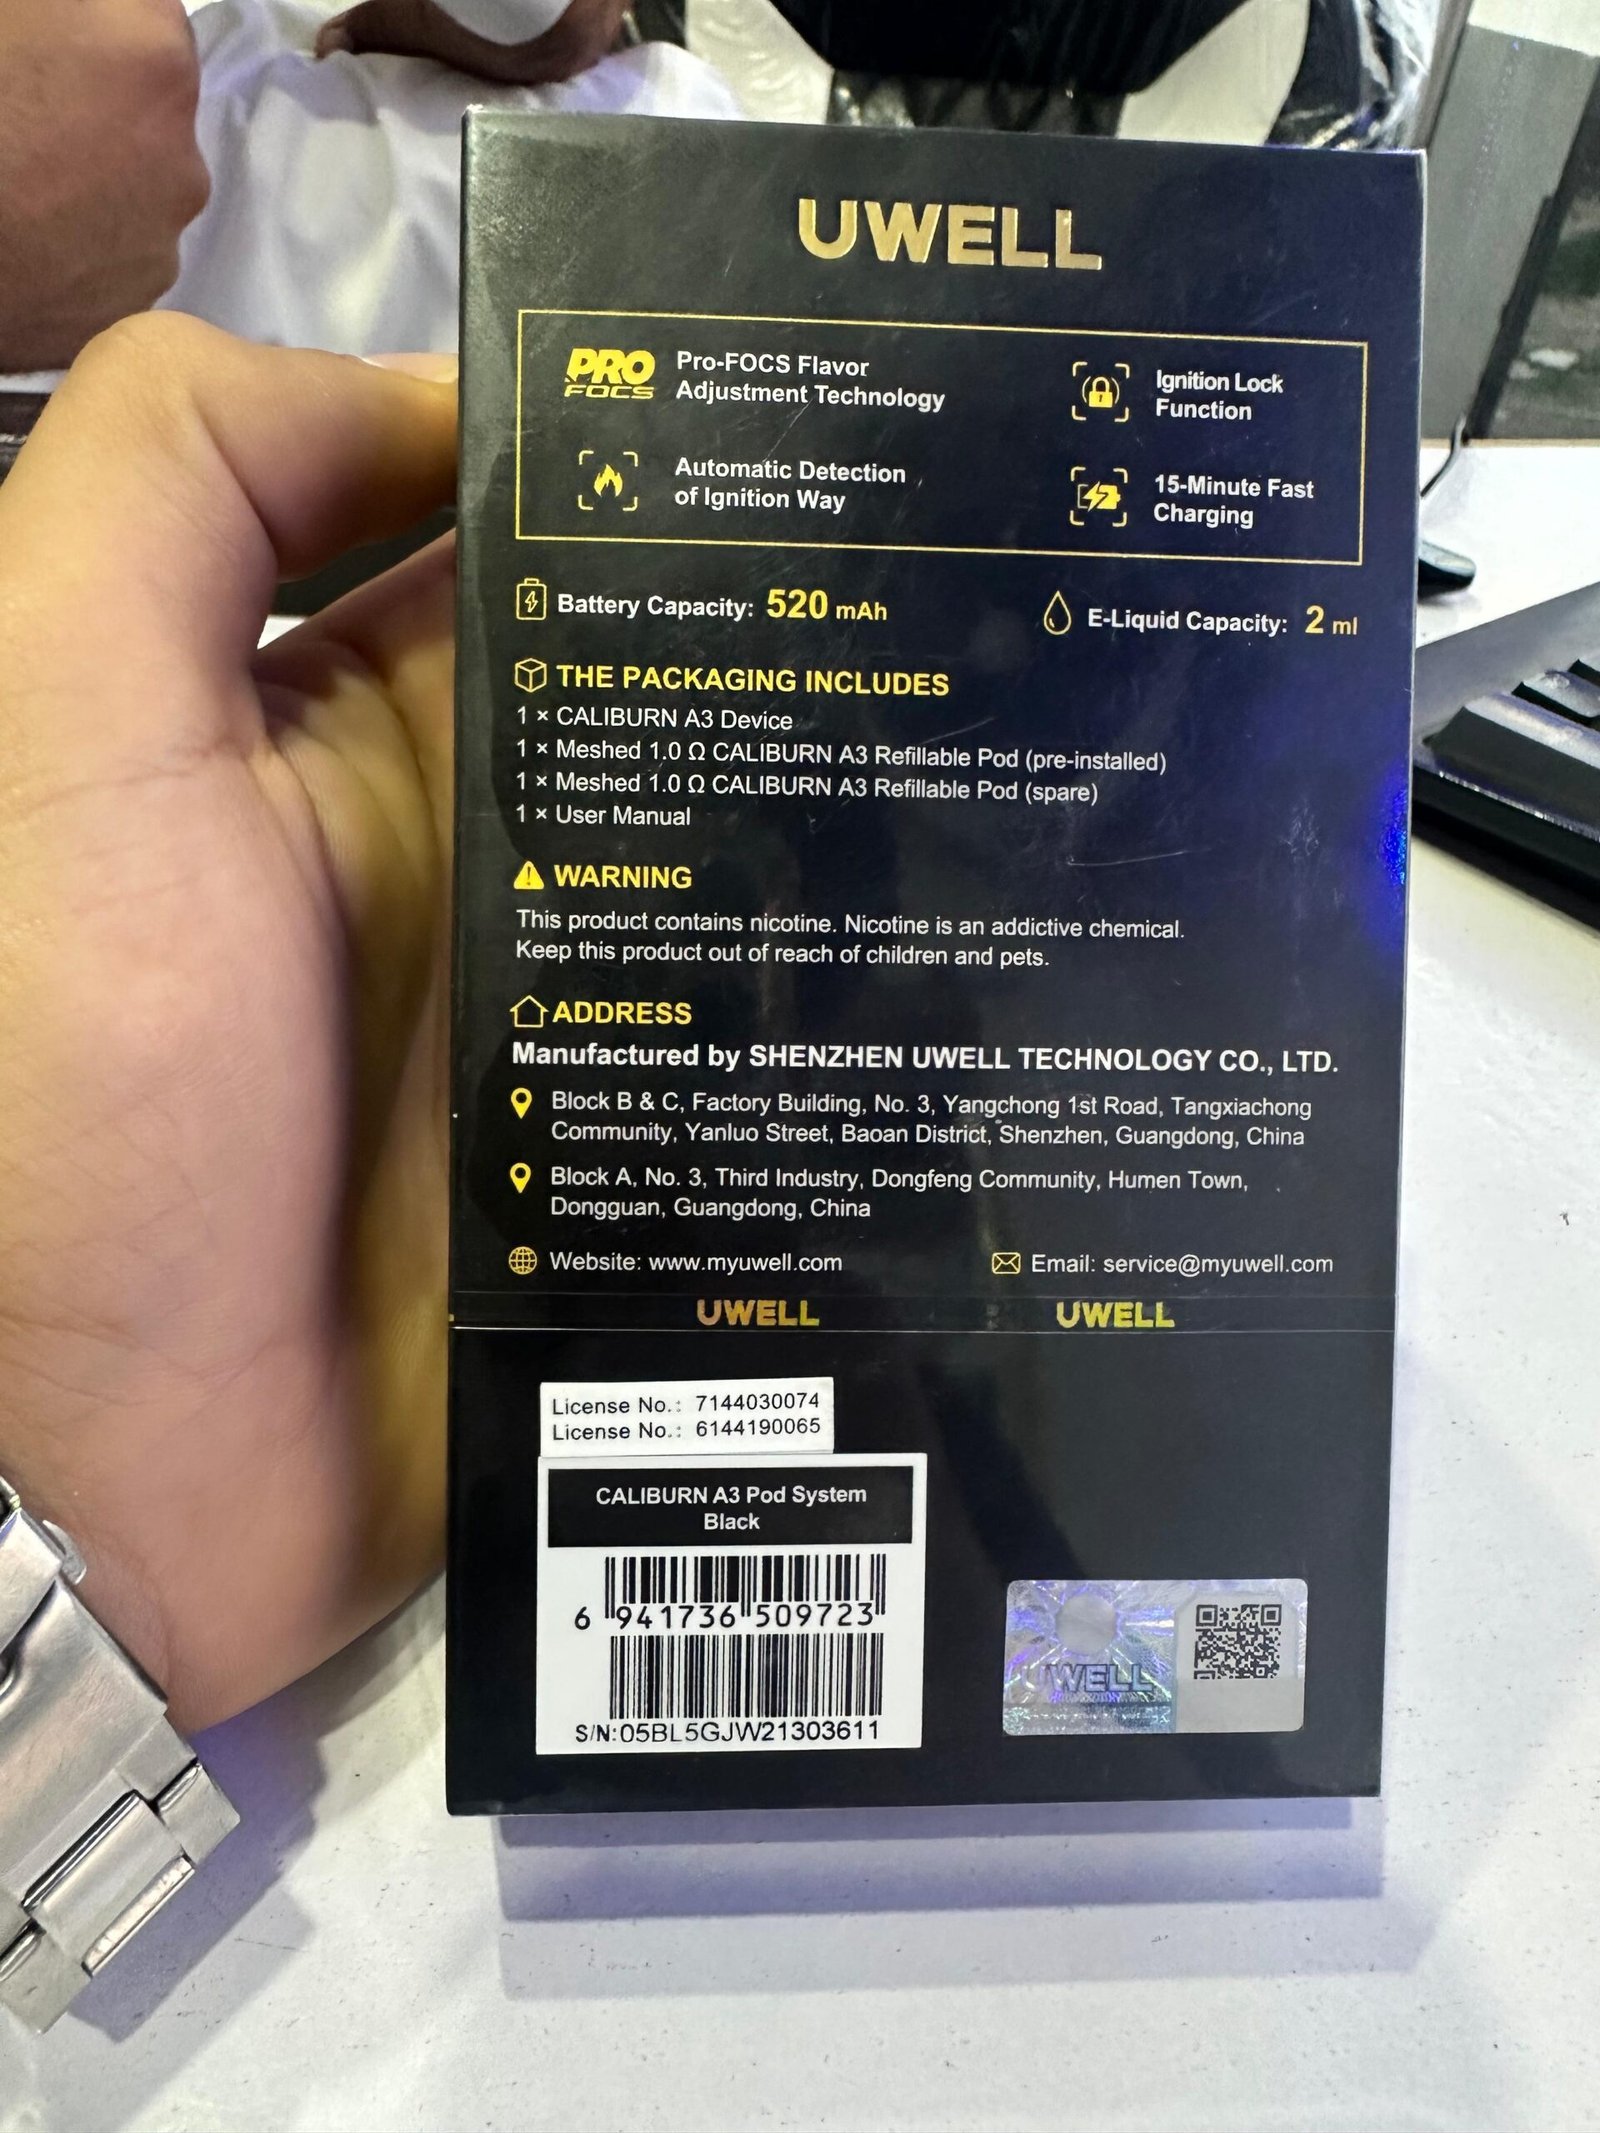 UWELL
PRO
FOCS
Pro-FOCS Flavor
Adjustment Technology
Ignition Lock
Function
Automatic Detection
of Ignition Way
15-Minute Fast
Charging
Battery Capacity: 520 mAh
E-Liquid Capacity: 2 ml
THE PACKAGING INCLUDES
1 × CALIBURN A3 Device
1 × Meshed 1.0 Ω CALIBURN A3 Refillable Pod (pre-installed)
1 × Meshed 1.0 Ω CALIBURN A3 Refillable Pod (spare)
1 × User Manual
WARNING
This product contains nicotine. Nicotine is an addictive chemical.
Keep this product out of reach of children and pets.
ADDRESS
Manufactured by SHENZHEN UWELL TECHNOLOGY CO., LTD.
Block B & C, Factory Building, No. 3, Yangchong 1st Road, Tangxiachong
Community, Yanluo Street, Baoan District, Shenzhen, Guangdong, China
Block A, No. 3, Third Industry, Dongfeng Community, Humen Town,
Dongguan, Guangdong, China
Website: www.myuwell.com
Email: service@myuwell.com
UWELL UWELL
License No.: 7144030074
License No.: 6144190065
CALIBURN A3 Pod System
Black
6 941736 509723
S/N:05BL5GJW21303611
UWELL